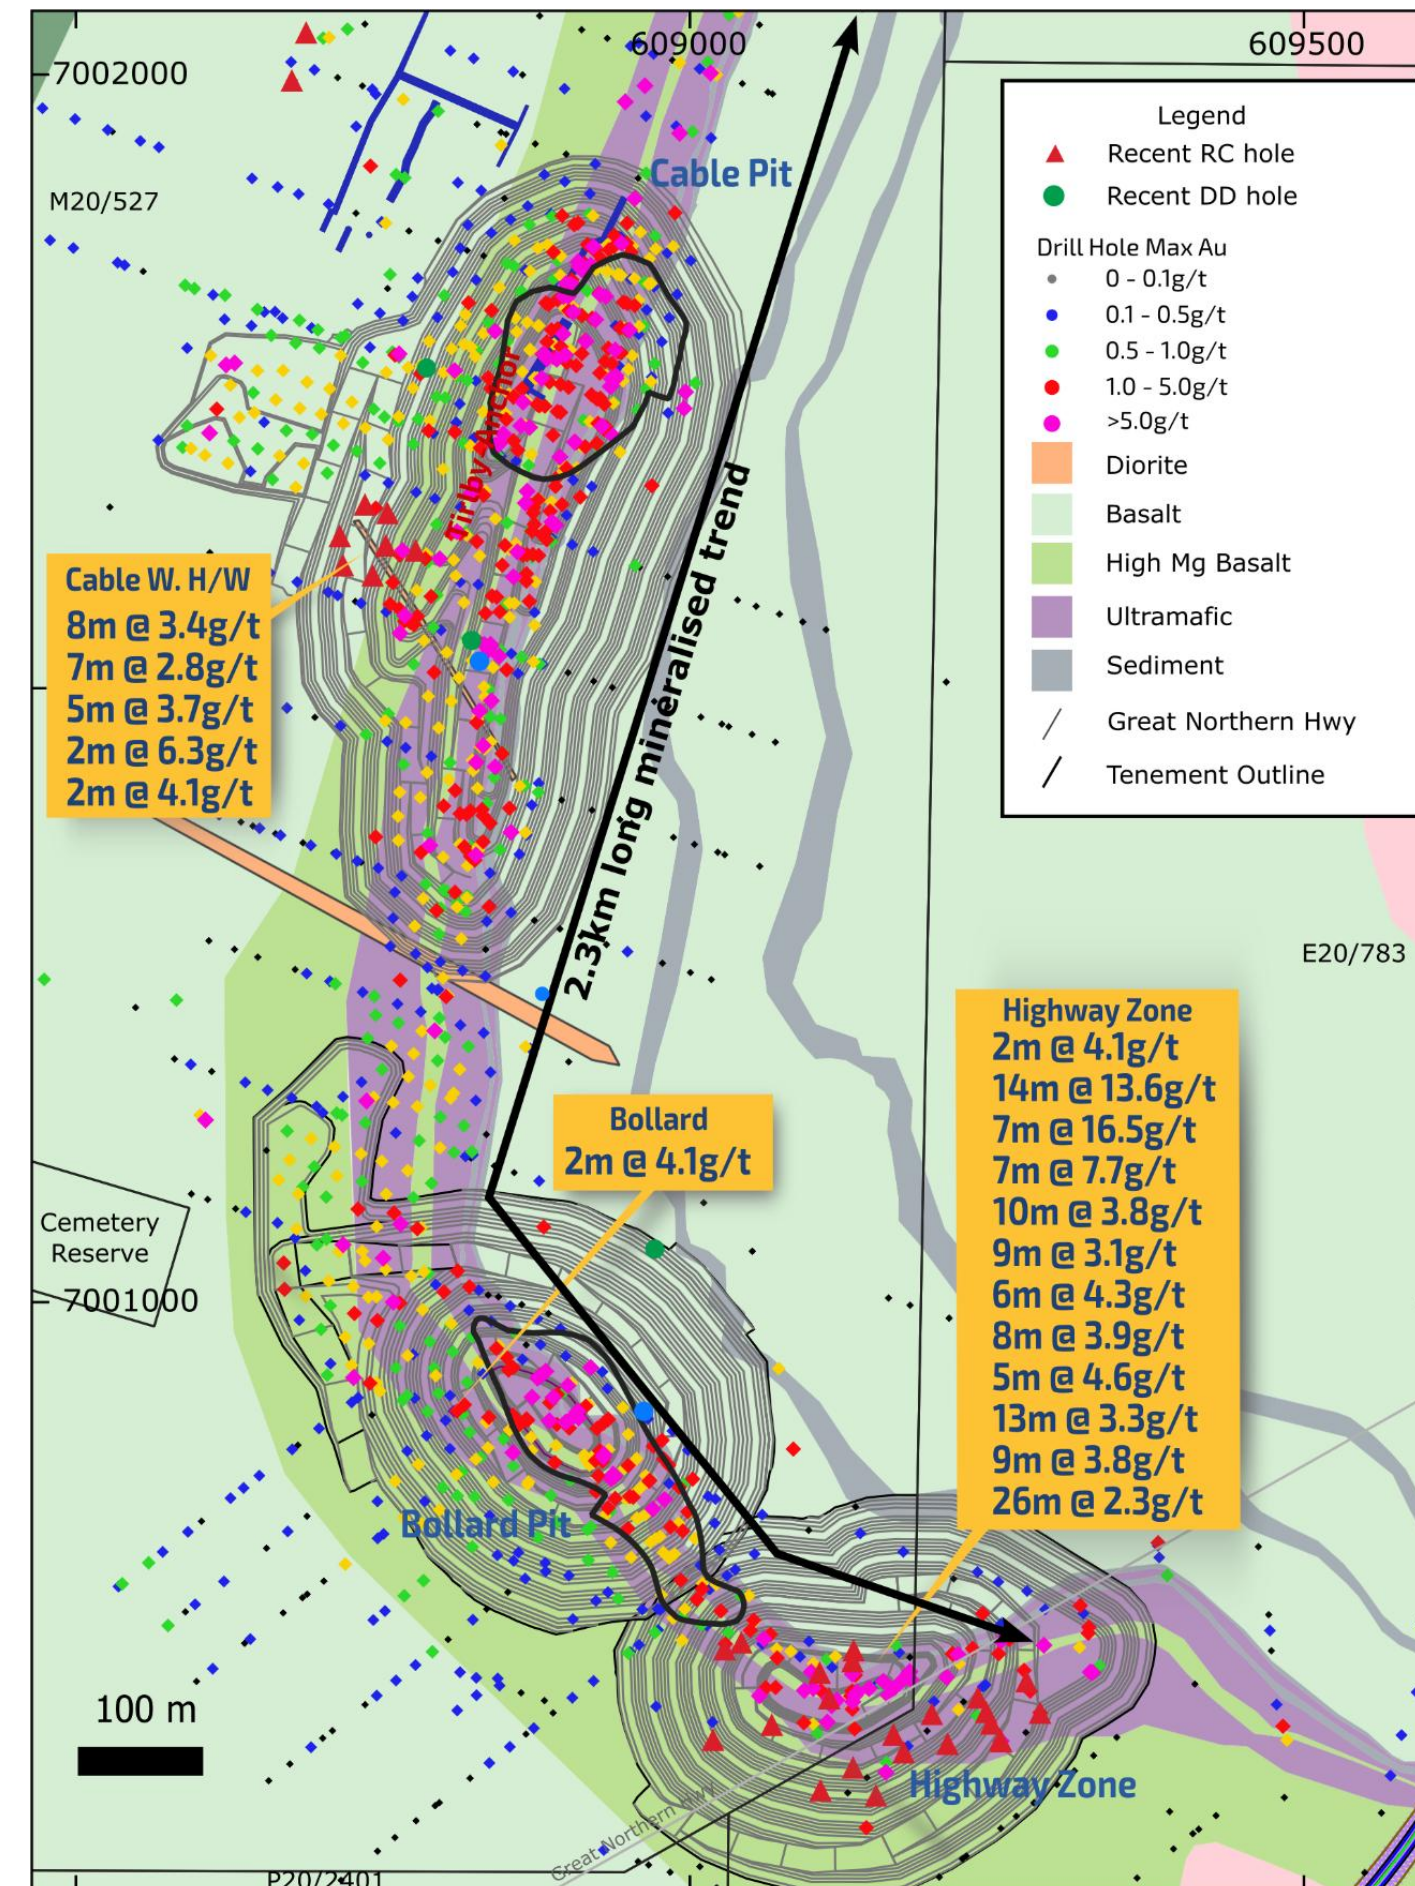 609000
609500
7002000
Legend
Recent RC hole
Recent DD hole
Drill Hole Max Au
0 - 0.1g/t
0.1 - 0.5g/t
0.5 - 1.0g/t
1.0 - 5.0g/t
>5.0g/t
Diorite
Basalt
High Mg Basalt
Ultramafic
Sediment
Great Northern Hwy
Tenement Outline
Cable Pit
M20/527
Tirlby Anchor
2.3km long mineralised trend
Cable W. H/W
8m @ 3.4g/t
7m @ 2.8g/t
5m @ 3.7g/t
2m @ 6.3g/t
2m @ 4.1g/t
E20/783
Highway Zone
2m @ 4.1g/t
14m @ 13.6g/t
7m @ 16.5g/t
7m @ 7.7g/t
10m @ 3.8g/t
9m @ 3.1g/t
6m @ 4.3g/t
8m @ 3.9g/t
5m @ 4.6g/t
13m @ 3.3g/t
9m @ 3.8g/t
26m @ 2.3g/t
Bollard
2m @ 4.1g/t
Cemetery
Reserve
7001000
Bollard Pit
100 m
Highway Zone
Great Northern Hwy
P20/2401